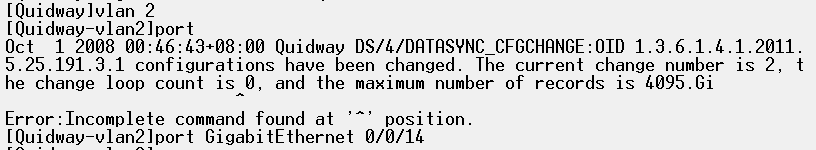 [Quidway]vlan 2
[Quidway-vlan2]port
Oct  1 2008 00:46:43+08:00 Quidway DS/4/DATASYNC_CFGCHANGE:OID 1.3.6.1.4.1.2011.
5.25.191.3.1 configurations have been changed. The current change number is 2, t
he change loop count is 0, and the maximum number of records is 4095.Gi
^
Error:Incomplete command found at '^' position.
[Quidway-vlan2]port GigabitEthernet 0/0/14